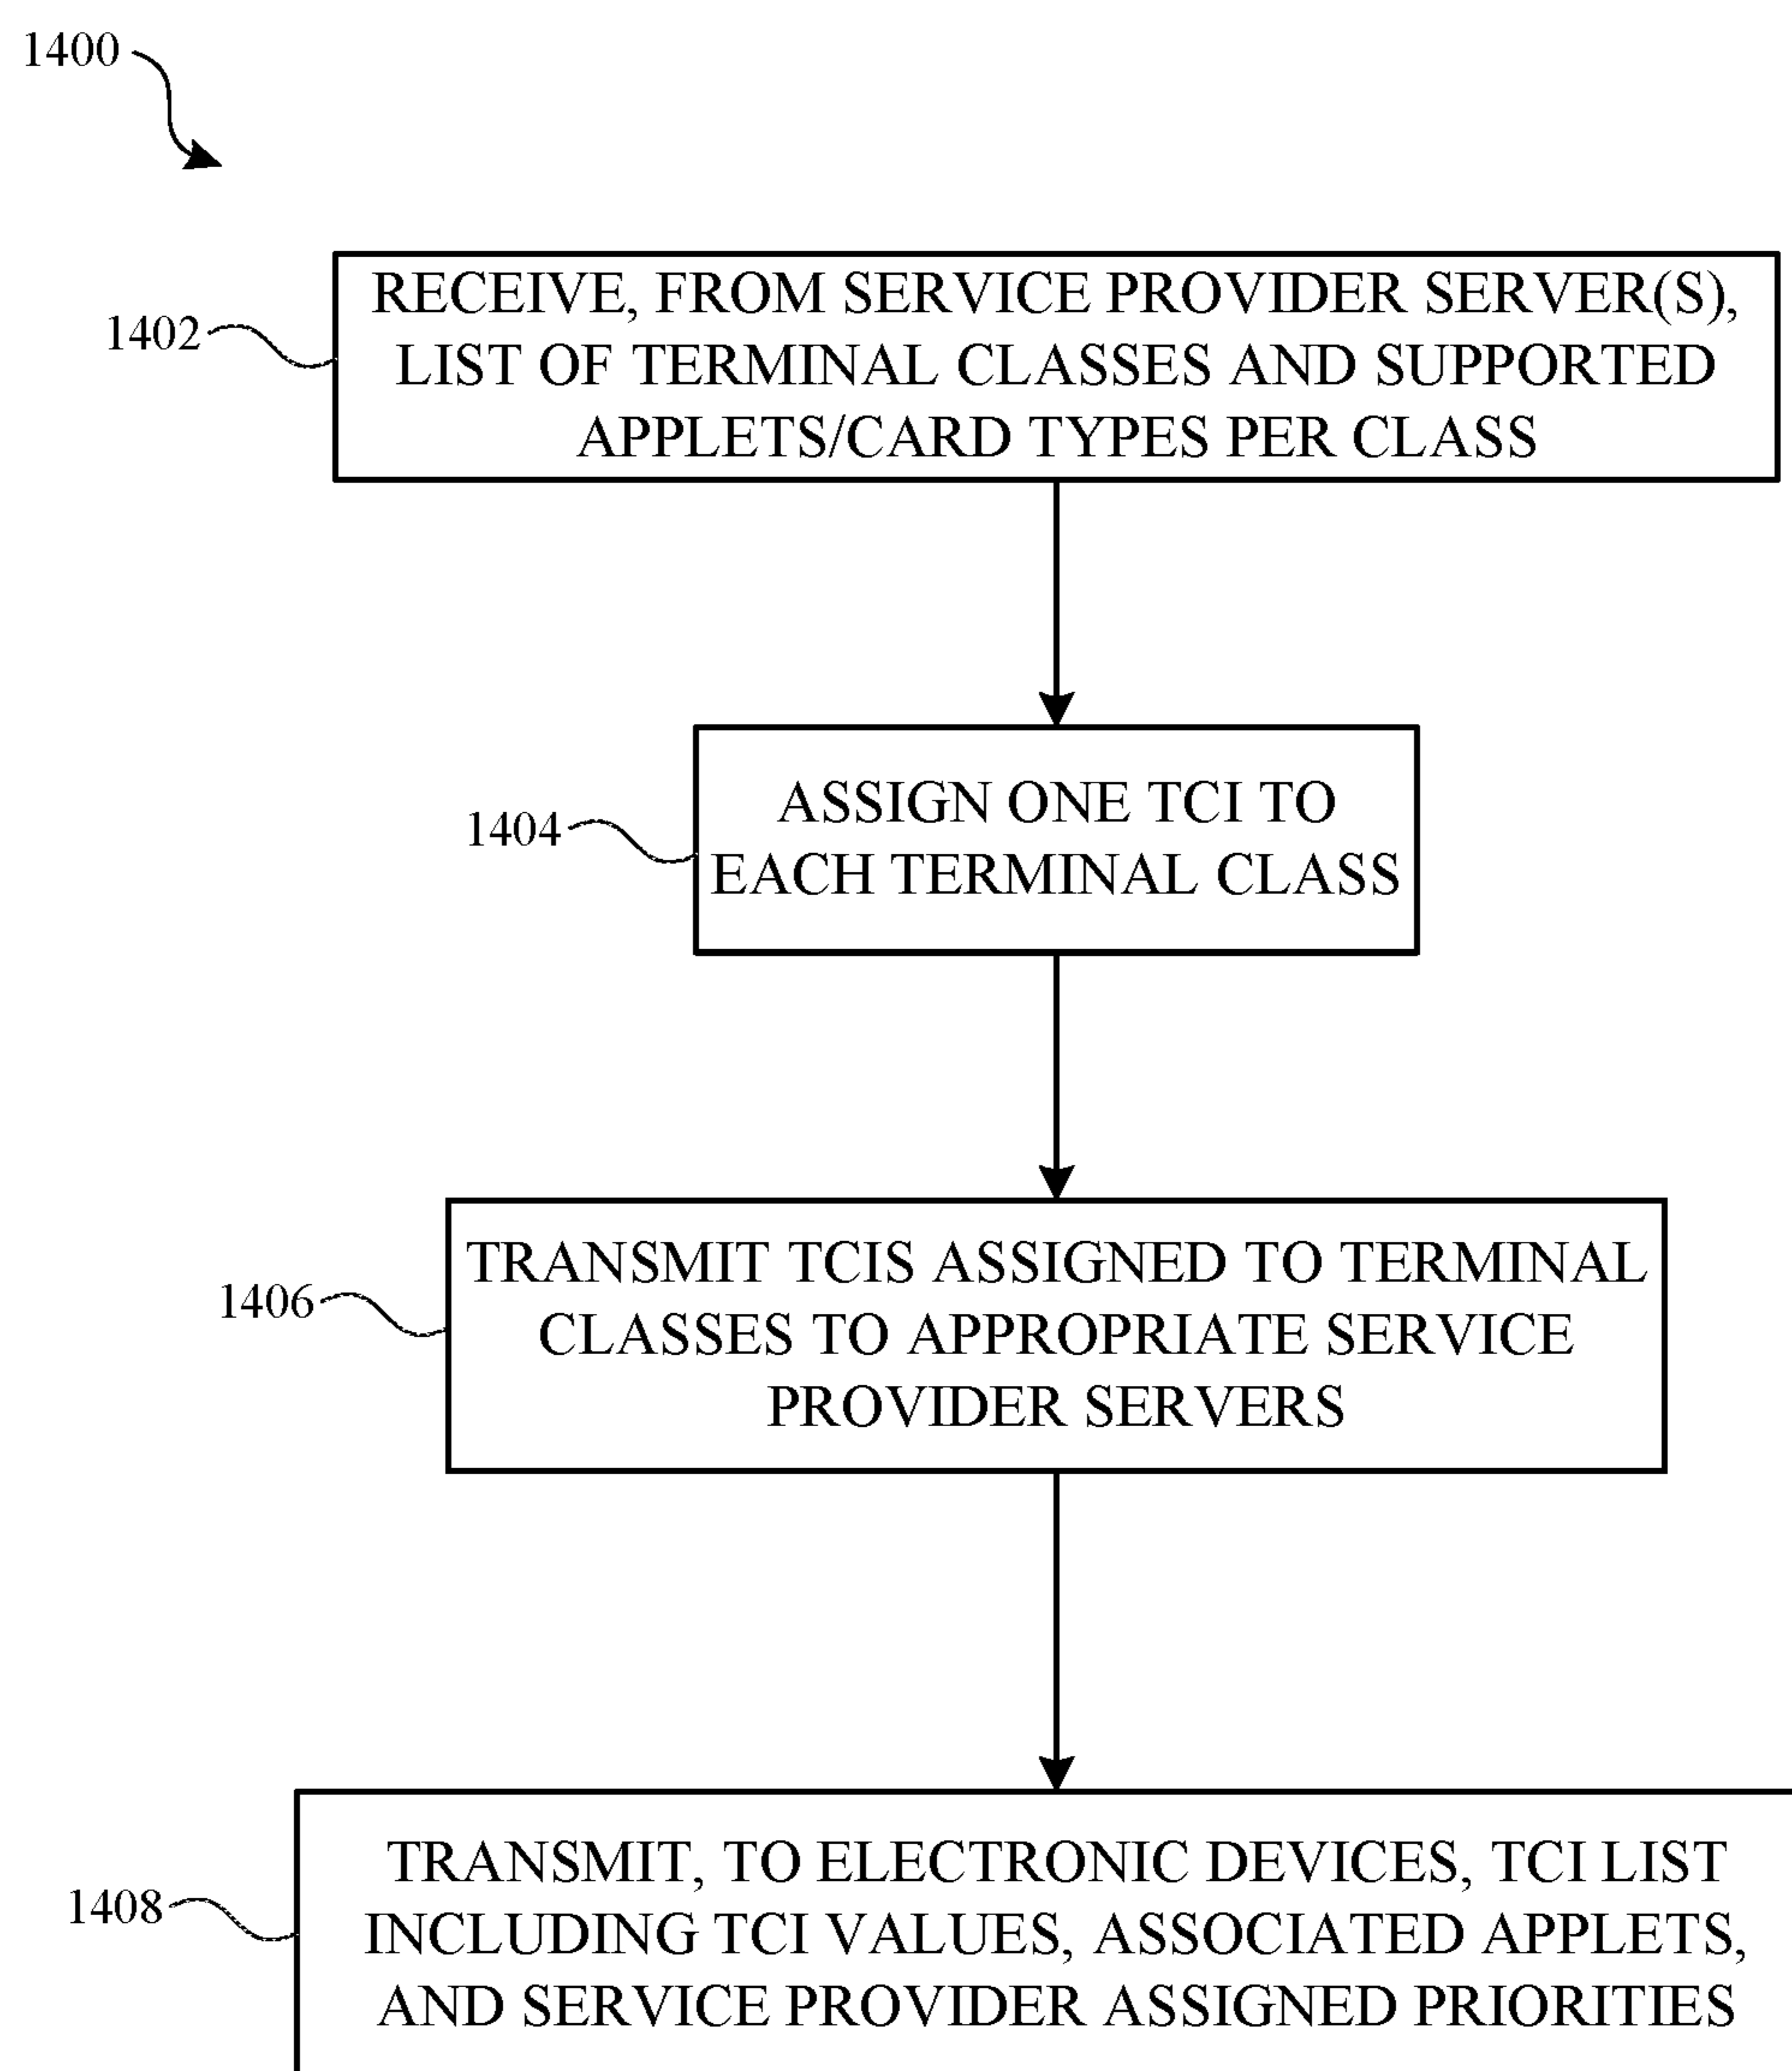 1400
1402
RECEIVE, FROM SERVICE PROVIDER SERVER(S),
LIST OF TERMINAL CLASSES AND SUPPORTED
APPLETS/CARD TYPES PER CLASS
1404
ASSIGN ONE TCI TO
EACH TERMINAL CLASS
1406
TRANSMIT TCIS ASSIGNED TO TERMINAL
CLASSES TO APPROPRIATE SERVICE
PROVIDER SERVERS
1408
TRANSMIT, TO ELECTRONIC DEVICES, TCI LIST
INCLUDING TCI VALUES, ASSOCIATED APPLETS,
AND SERVICE PROVIDER ASSIGNED PRIORITIES